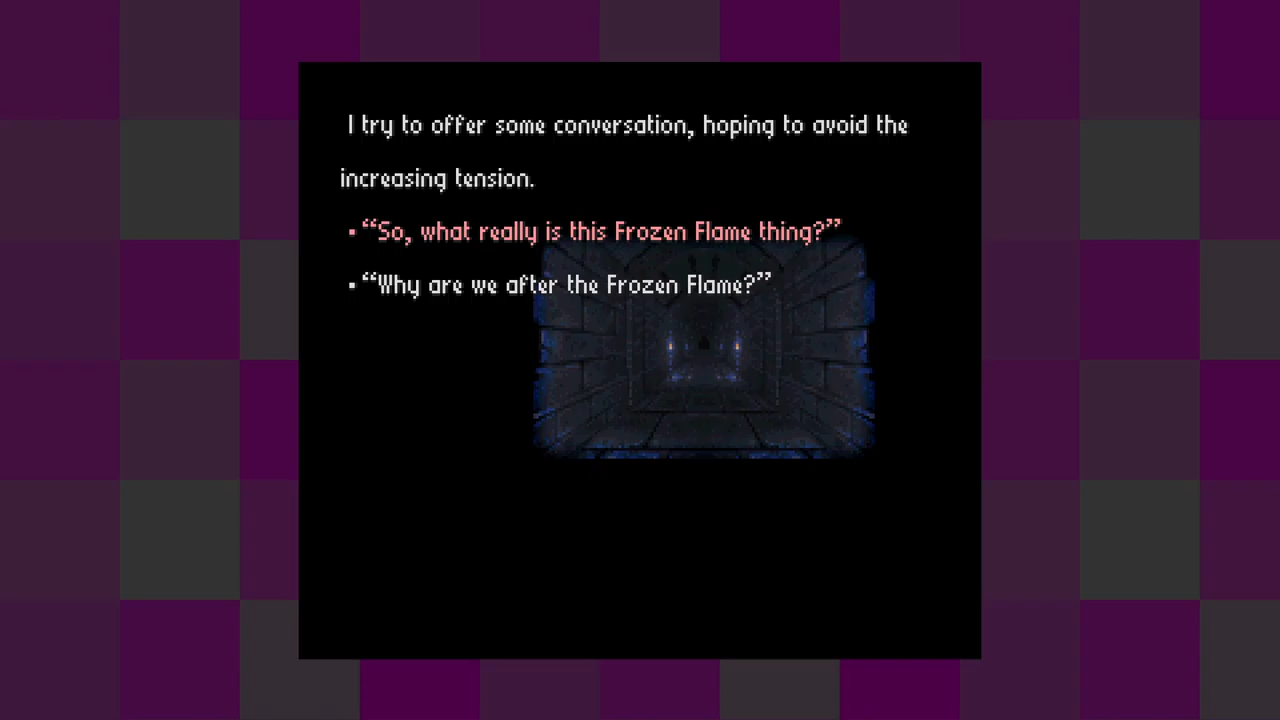 I try to offer some conversation, hoping to avoid the
increasing tension.
• “So, what really is this Frozen Flame thing?”
• “Why are we after the Frozen Flame?”